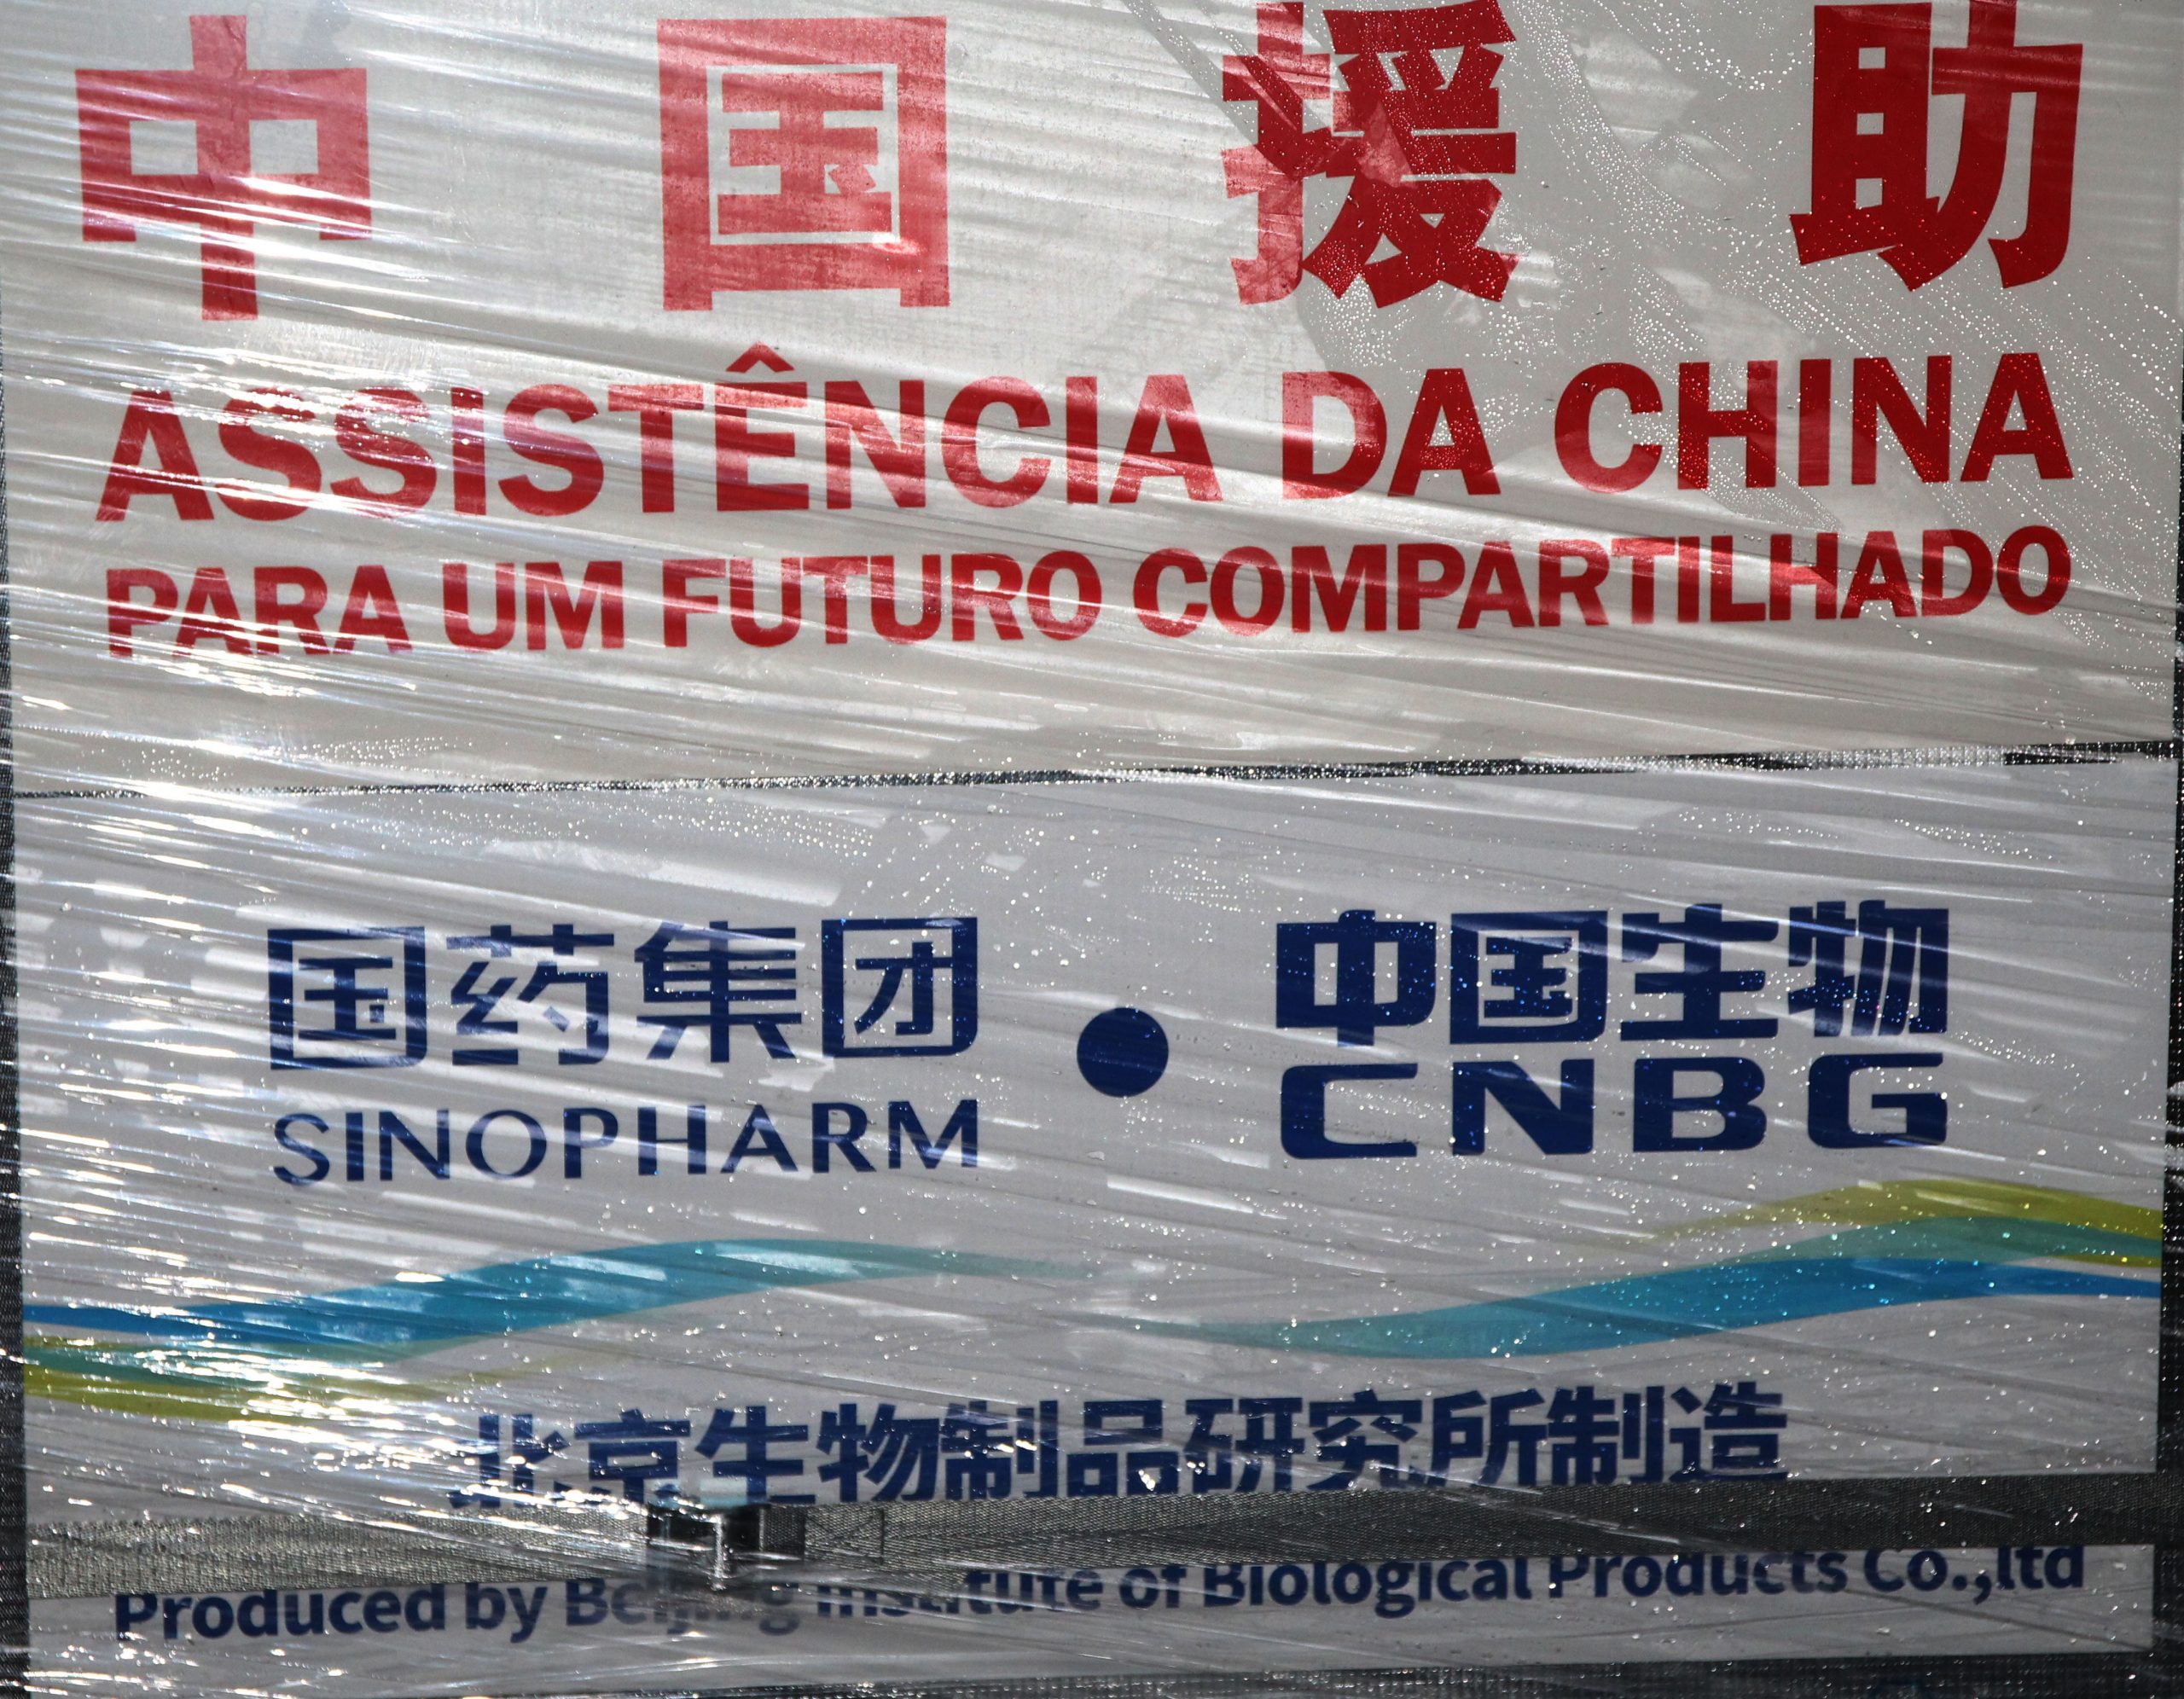 中国援助
ASSISTÊNCIA DA CHINA
PARA UM FUTURO COMPARTILHADO
国药集团 ● 中国生物
SINOPHARM CNBG
北京生物制品研究所制造
Produced by Beijing Institute of Biological Products Co.,ltd